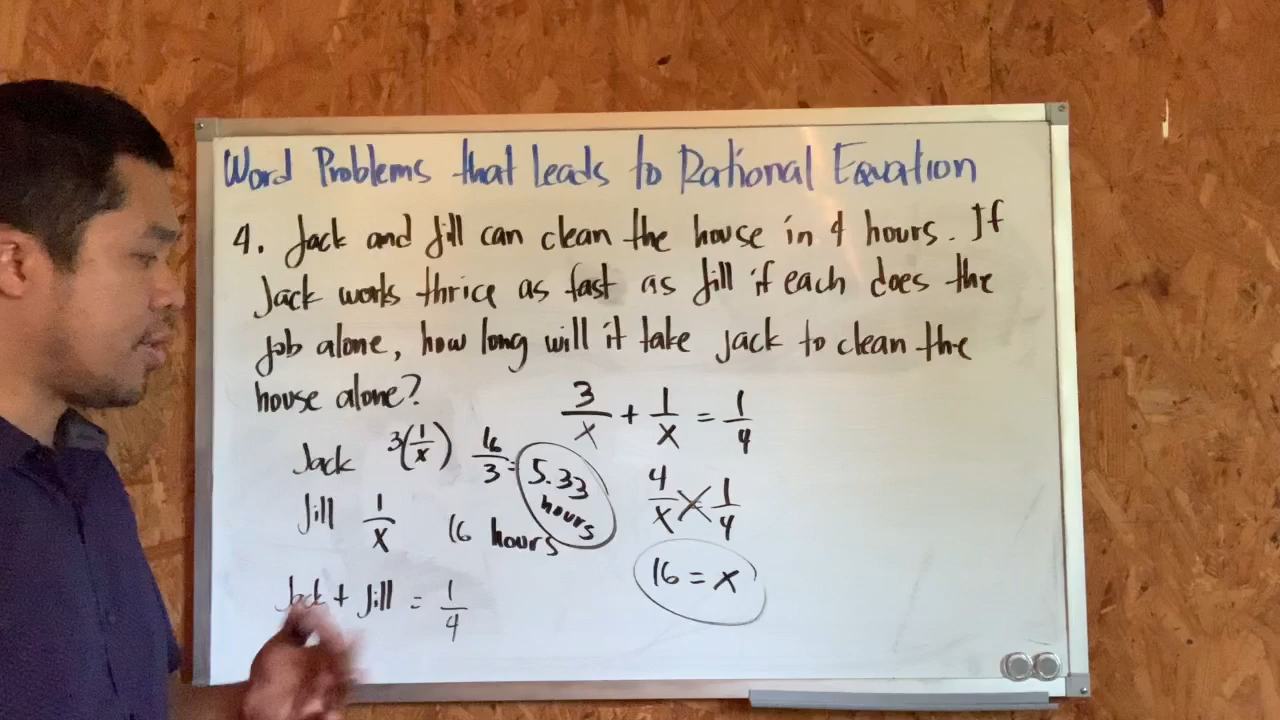 Word Problems that leads to Rational Equation
4. Jack and Jill can clean the house in 4 hours. If
Jack works thrice as fast as Jill if each does the
job alone, how long will it take Jack to clean the
house alone?
3/x + 1/x = 1/4
Jack 3(1/x) 16/3 = 5.33 hours
4/x 1/4
Jill 1/x 16 hours
16 = x
Jack + Jill = 1/4